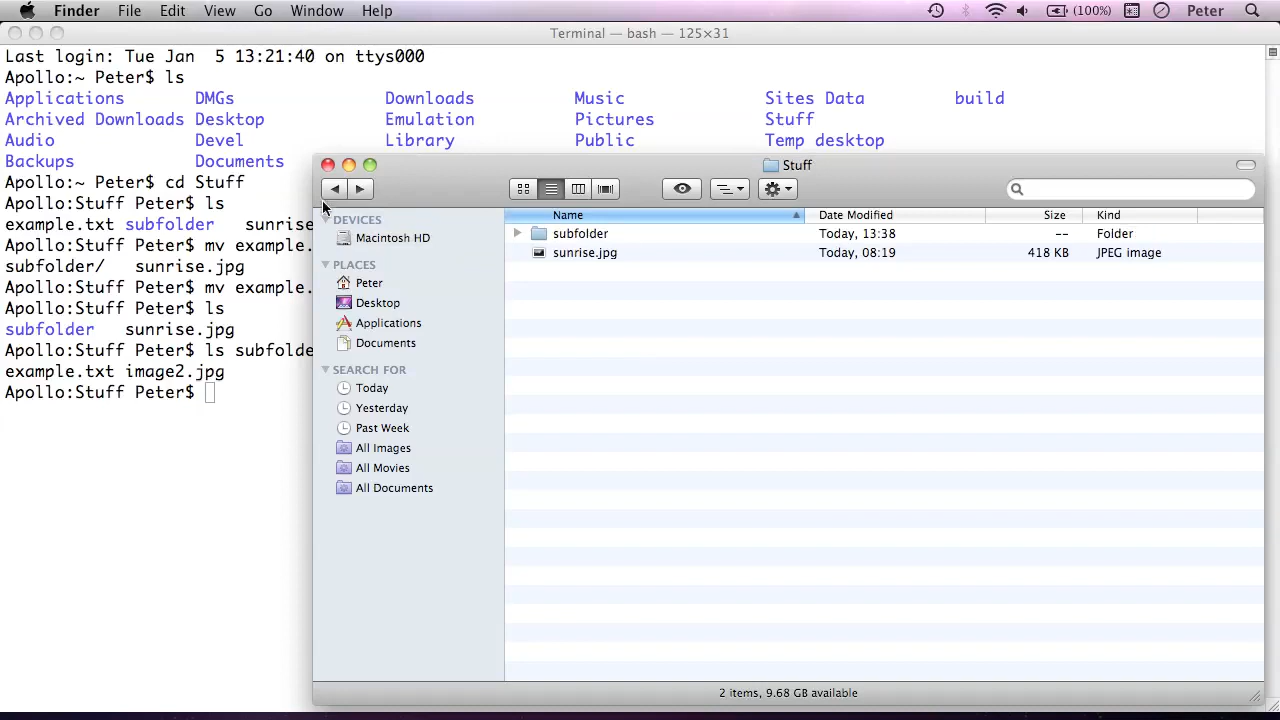 Finder File Edit View Go Window Help (100%) Peter
Terminal — bash — 125×31
Last login: Tue Jan  5 13:21:40 on ttys000
Apollo:~ Peter$ ls
Applications DMGs Downloads Music Sites Data build
Archived Downloads Desktop Emulation Pictures Stuff
Audio Devel Library Public Temp desktop
Backups Documents
Apollo:~ Peter$ cd Stuff
Apollo:Stuff Peter$ ls
example.txt subfolder sunrise
Apollo:Stuff Peter$ mv example.
subfolder/ sunrise.jpg
Apollo:Stuff Peter$ mv example.
Apollo:Stuff Peter$ ls
subfolder sunrise.jpg
Apollo:Stuff Peter$ ls subfolde
example.txt image2.jpg
Apollo:Stuff Peter$
Stuff
DEVICES
Macintosh HD
PLACES
Peter
Desktop
Applications
Documents
SEARCH FOR
Today
Yesterday
Past Week
All Images
All Movies
All Documents
Name Date Modified Size Kind
subfolder Today, 13:38 -- Folder
sunrise.jpg Today, 08:19 418 KB JPEG image
2 items, 9.68 GB available